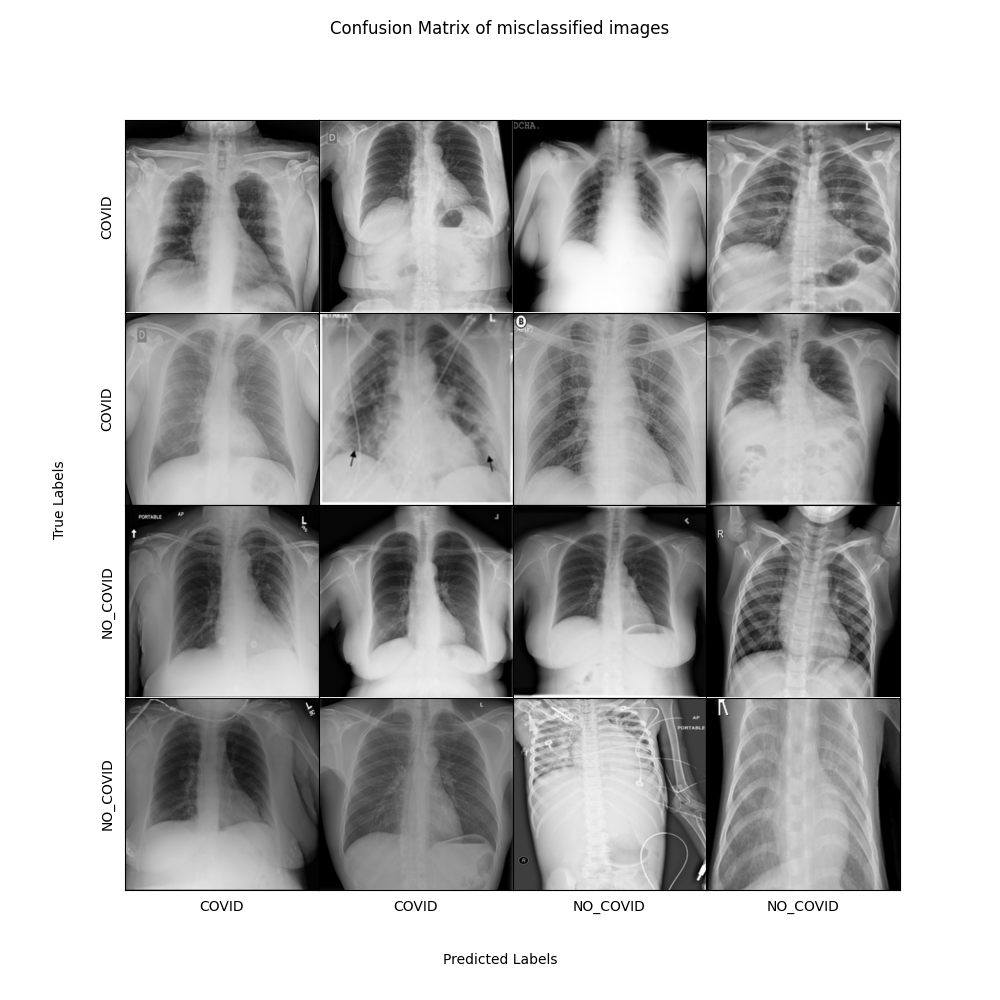 Confusion Matrix of misclassified images
COVID
D
DCHA.
L
COVID
D
L
B
True Labels
NO_COVID
PORTABLE AP
L
R
NO_COVID
L
AP
PORTABLE
R
COVID
COVID
NO_COVID
NO_COVID
Predicted Labels